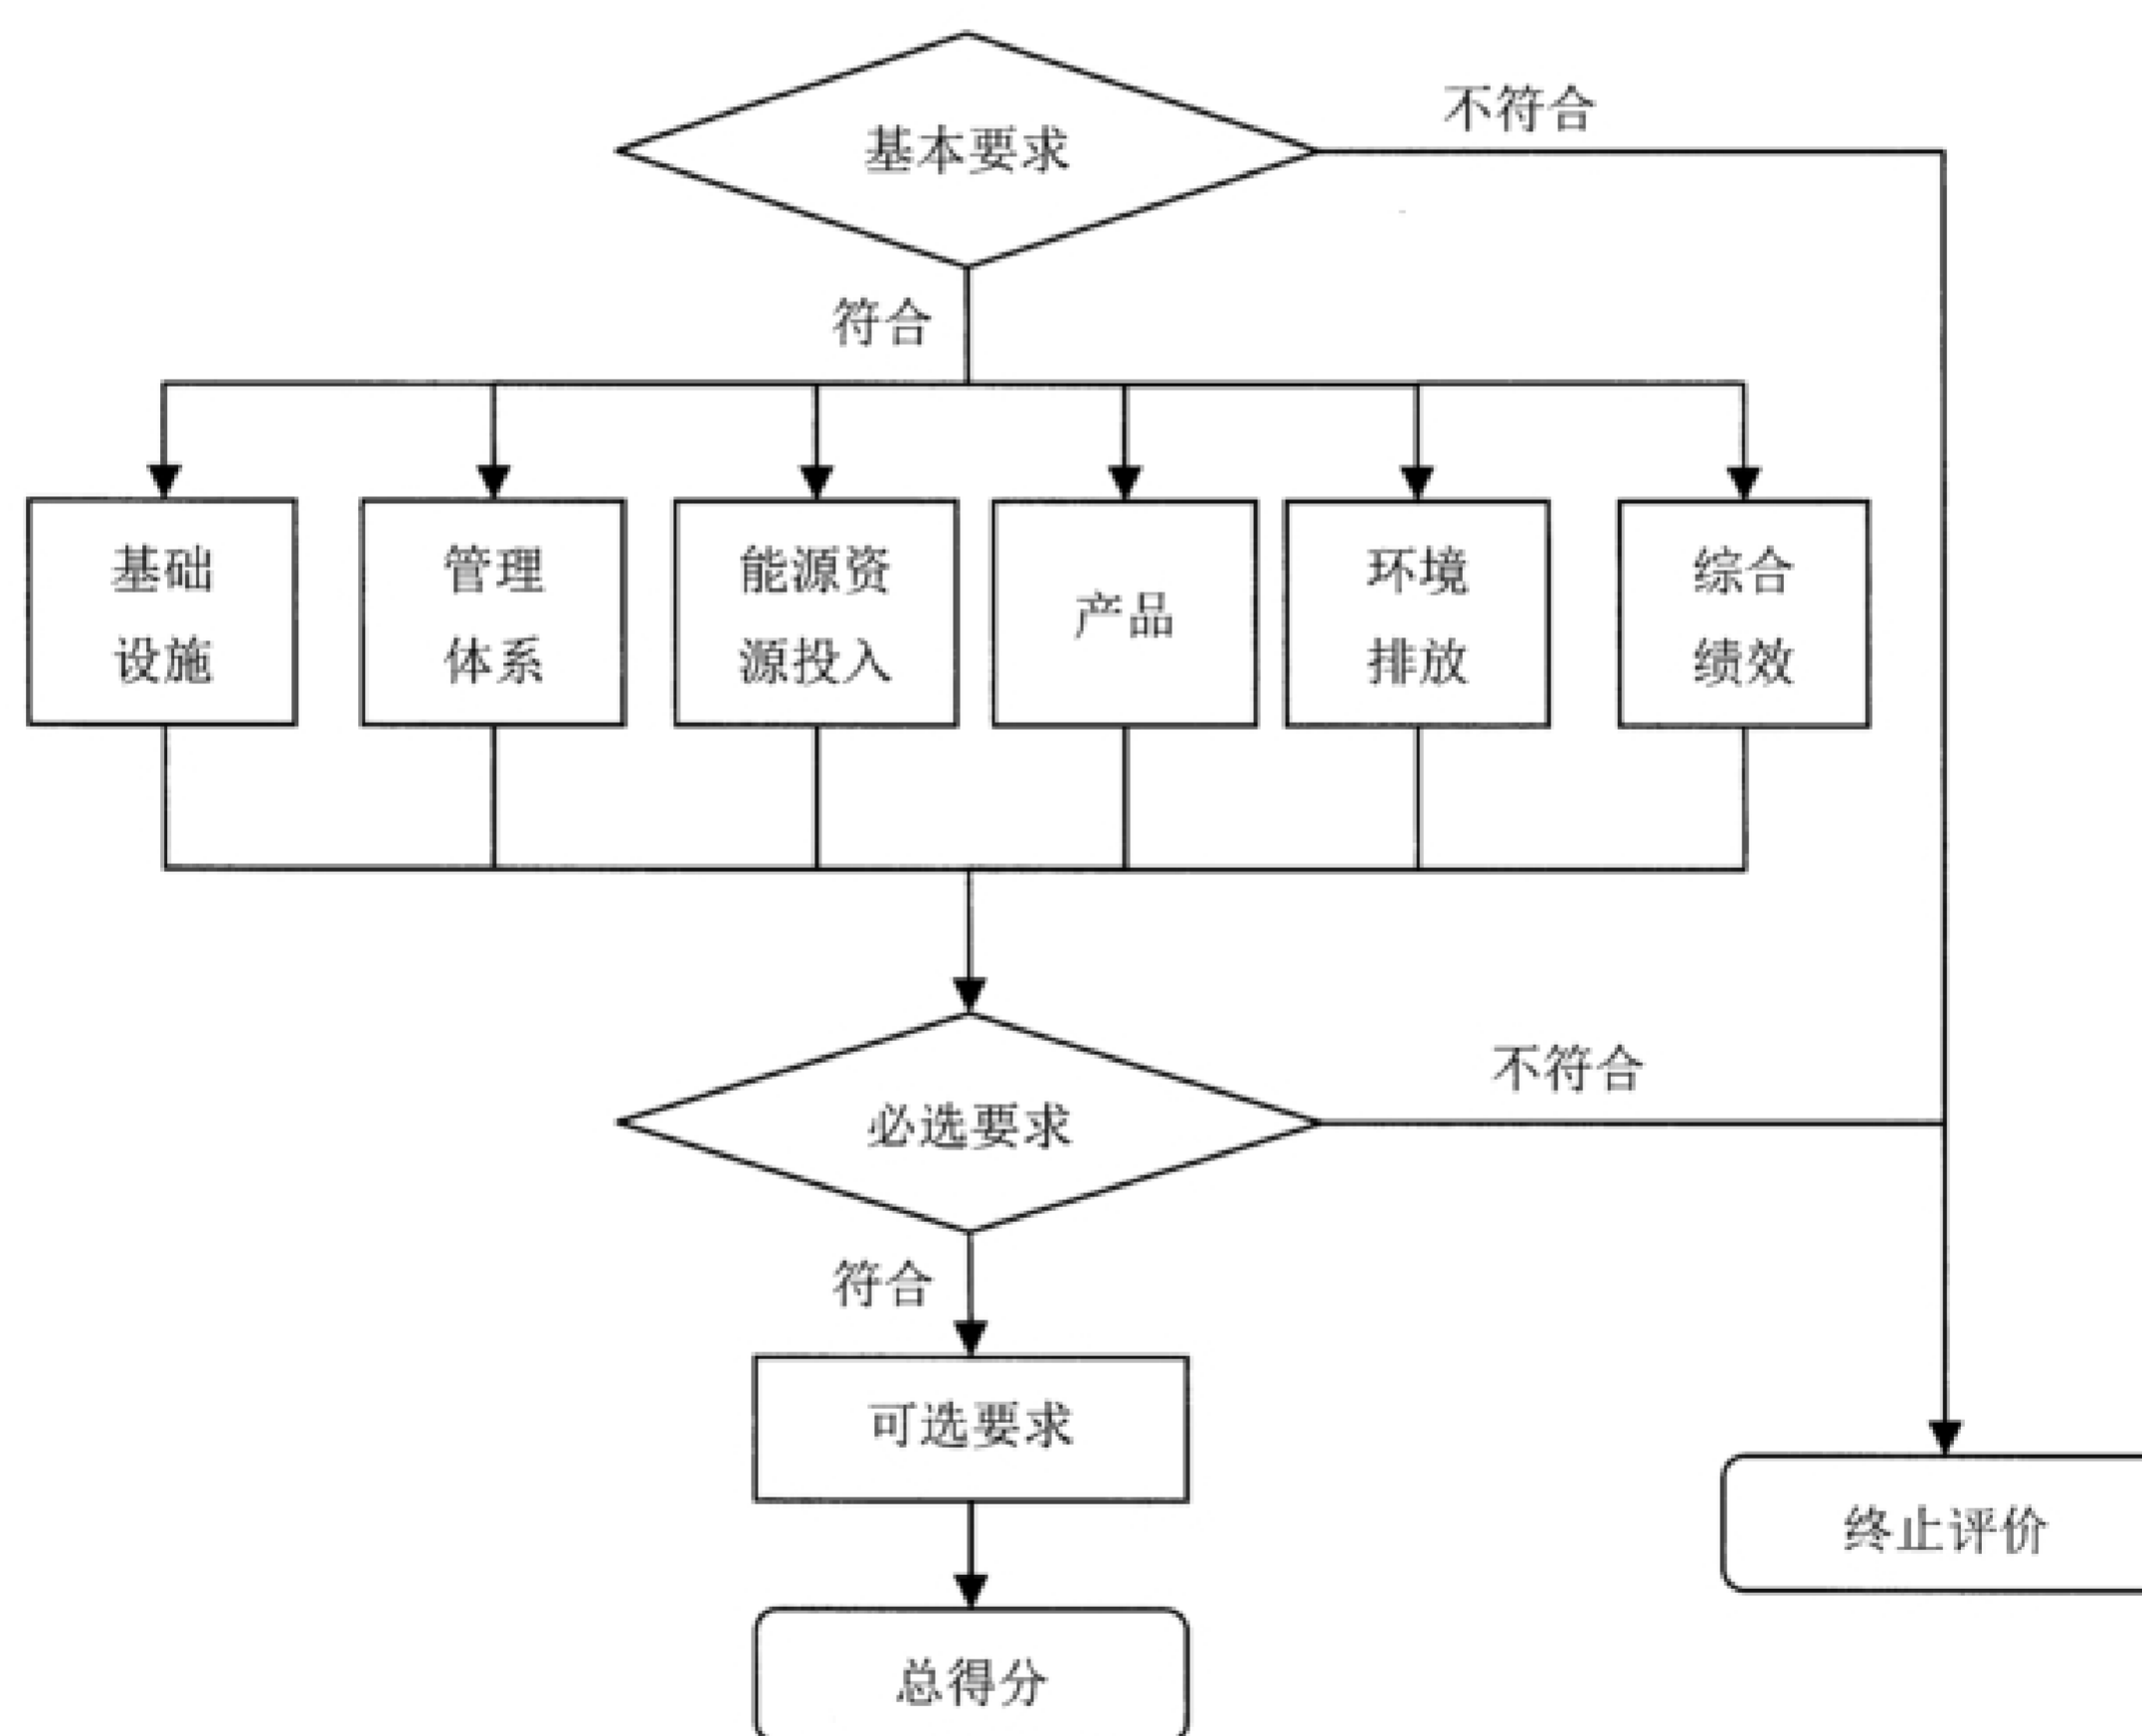 不符合
基本要求
符合
基础
设施
管理
体系
能源资
源投入
产品
环境
排放
综合
绩效
不符合
必选要求
符合
可选要求
终止评价
总得分